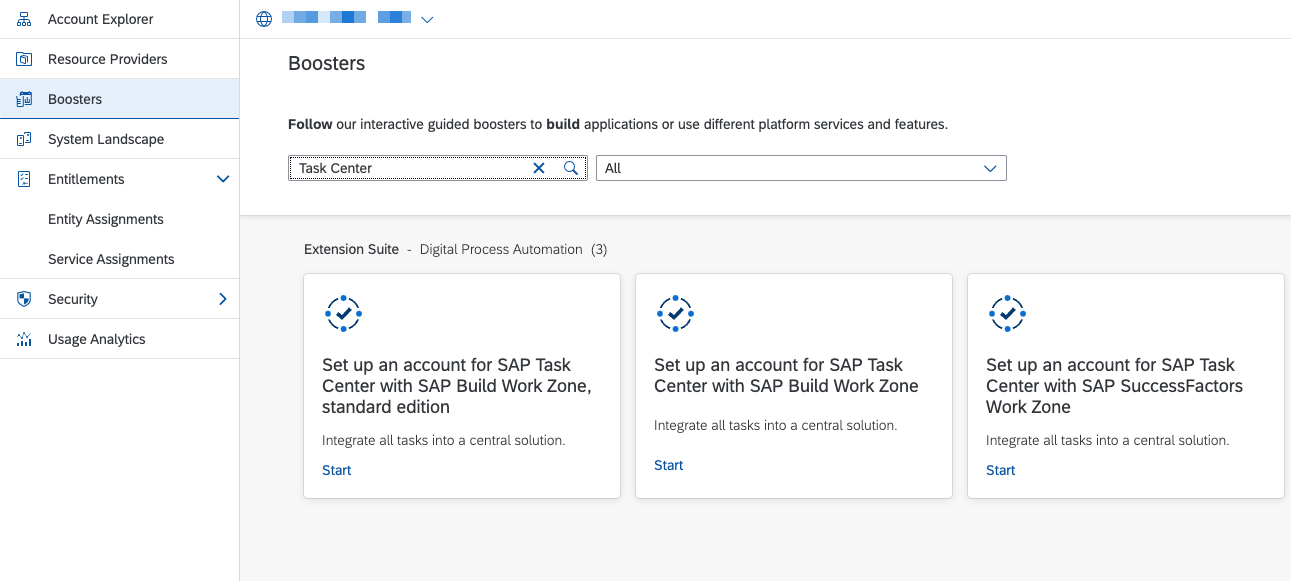 Account Explorer
Resource Providers
Boosters
System Landscape
Entitlements
Entity Assignments
Service Assignments
Security
Usage Analytics
Boosters
Follow our interactive guided boosters to build applications or use different platform services and features.
Task Center
All
Extension Suite - Digital Process Automation (3)
Set up an account for SAP Task
Center with SAP Build Work Zone,
standard edition
Integrate all tasks into a central solution.
Start
Set up an account for SAP Task
Center with SAP Build Work Zone
Integrate all tasks into a central solution.
Start
Set up an account for SAP Task
Center with SAP SuccessFactors
Work Zone
Integrate all tasks into a central solution.
Start